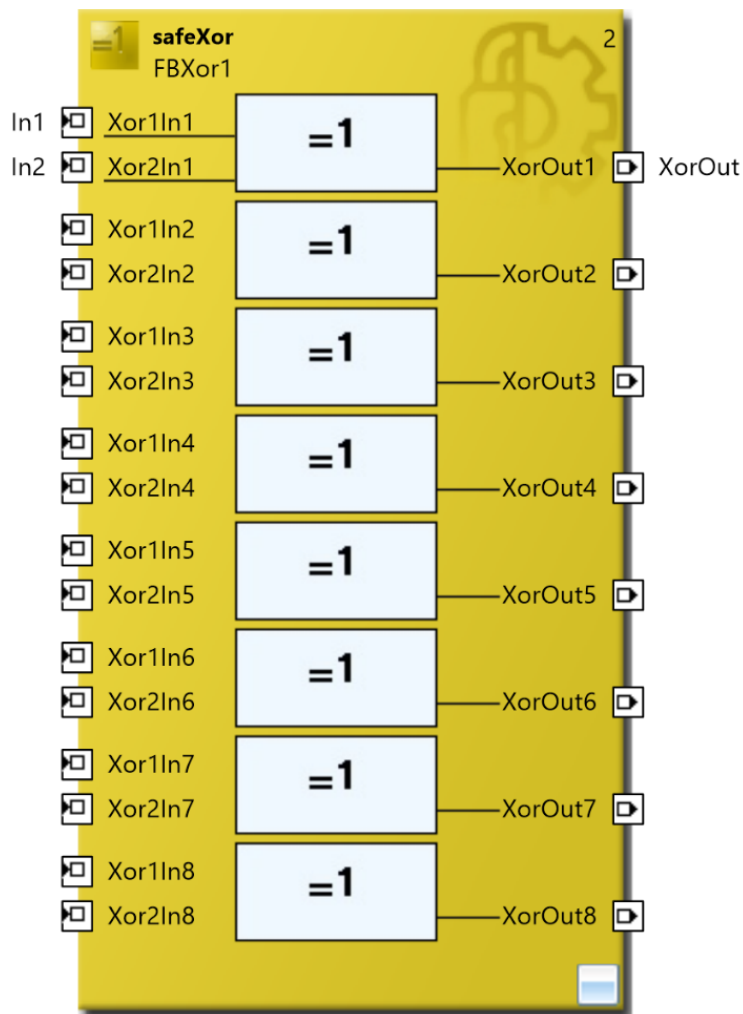 =1 safeXor 2
FBXor1
In1 Xor1In1 =1
In2 Xor2In1 XorOut1 XorOut
Xor1In2 =1
Xor2In2 XorOut2
Xor1In3 =1
Xor2In3 XorOut3
Xor1In4 =1
Xor2In4 XorOut4
Xor1In5 =1
Xor2In5 XorOut5
Xor1In6 =1
Xor2In6 XorOut6
Xor1In7 =1
Xor2In7 XorOut7
Xor1In8 =1
Xor2In8 XorOut8